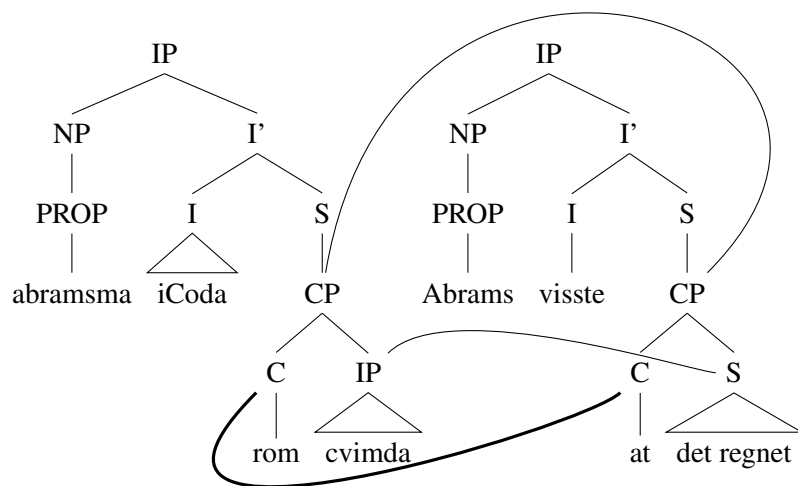 IP IP
NP I’ NP I’
PROP I S PROP I S
abramsma iCoda CP Abrams visste CP
C IP C S
rom cvimda at det regnet